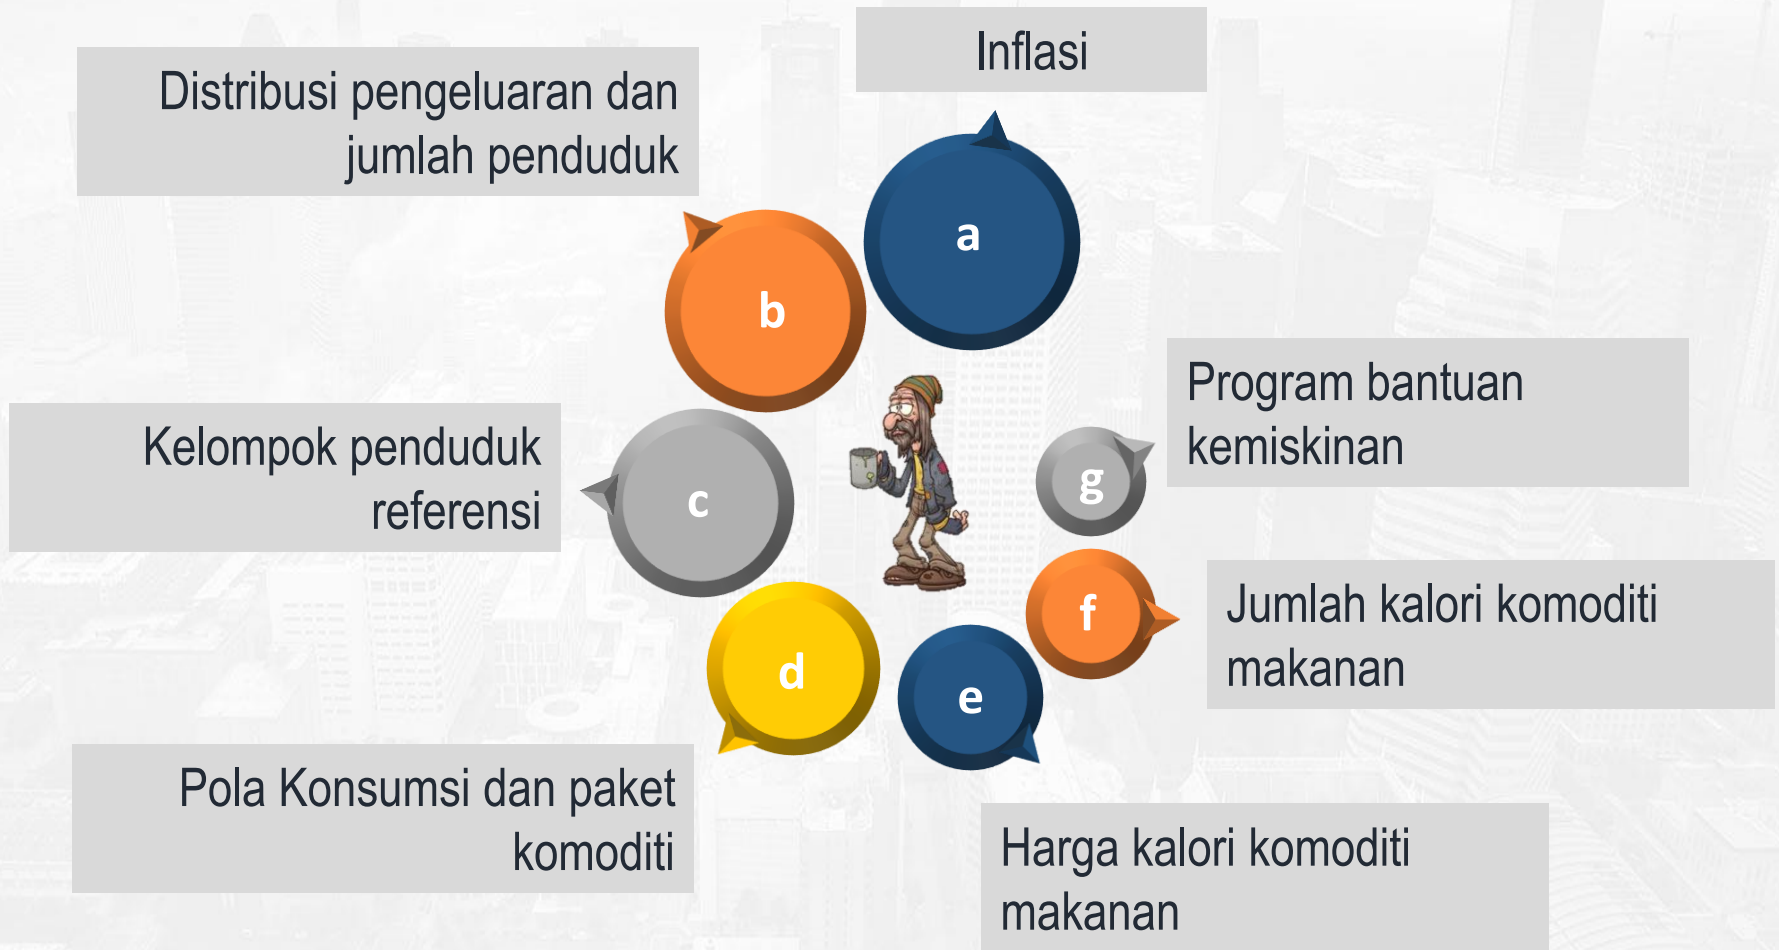 Inflasi
a
Distribusi pengeluaran dan
jumlah penduduk
b
Kelompok penduduk
referensi
c
Pola Konsumsi dan paket
komoditi
d
Harga kalori komoditi
makanan
e
Jumlah kalori komoditi
makanan
f
Program bantuan
kemiskinan
g